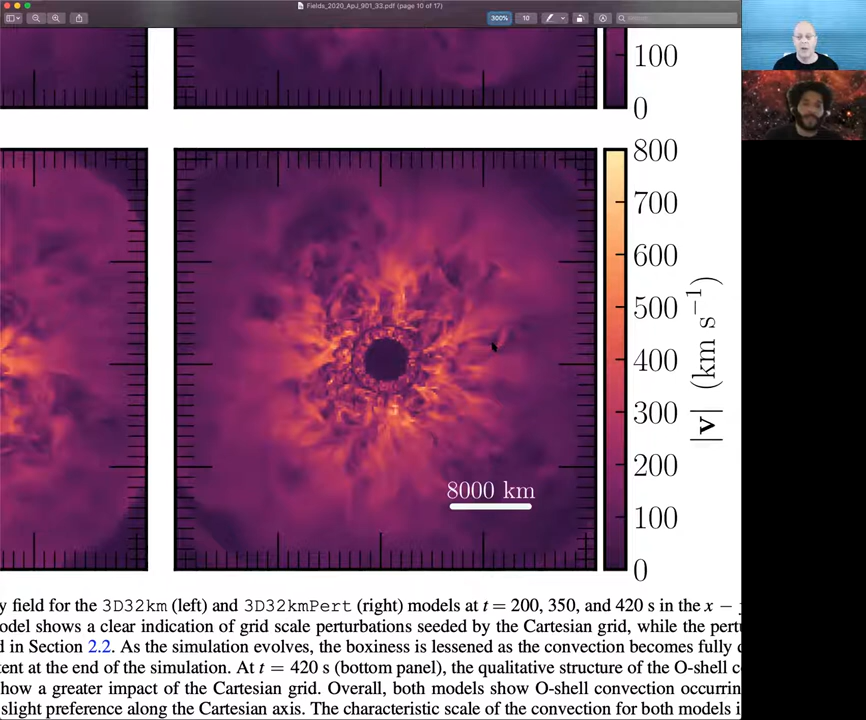 Fields_2020_ApJ_901_33.pdf (page 10 of 17)
300%
10
Search
100
0
800
700
600
500
400
300
200
100
0
|v| (km s⁻¹)
8000 km
y field for the 3D32km (left) and 3D32kmPert (right) models at t = 200, 350, and 420 s in the x −
odel shows a clear indication of grid scale perturbations seeded by the Cartesian grid, while the pert
d in Section 2.2. As the simulation evolves, the boxiness is lessened as the convection becomes fully
tent at the end of the simulation. At t = 420 s (bottom panel), the qualitative structure of the O-shell c
how a greater impact of the Cartesian grid. Overall, both models show O-shell convection occurrin
slight preference along the Cartesian axis. The characteristic scale of the convection for both models i